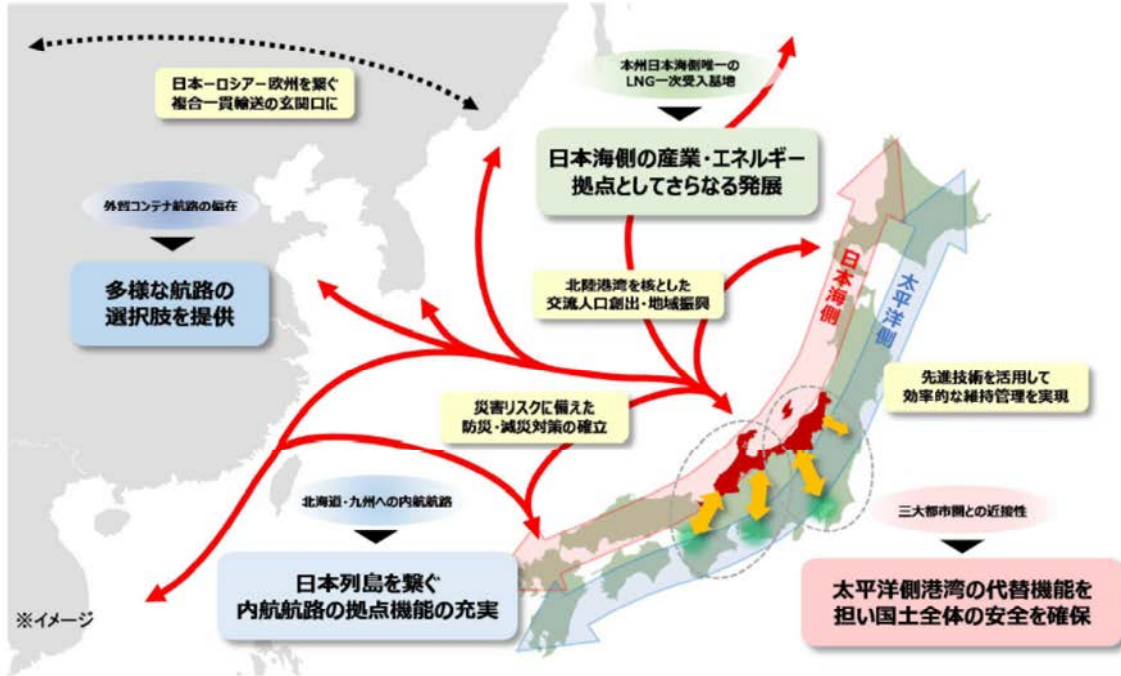 日本ーロシアー欧州を繋ぐ
複合一貫輸送の玄関口に
本州日本海側唯一の
LNG一次受入基地
日本海側の産業・エネルギー
拠点としてさらなる発展
外貿コンテナ航路の偏在
多様な航路の
選択肢を提供
北陸港湾を核とした
交流人口創出・地域振興
日本海側
太平洋側
先進技術を活用して
効率的な維持管理を実現
災害リスクに備えた
防災・減災対策の確立
北海道・九州への内航航路
日本列島を繋ぐ
内航航路の拠点機能の充実
三大都市圏との近接性
太平洋側港湾の代替機能を
担い国土全体の安全を確保
※イメージ